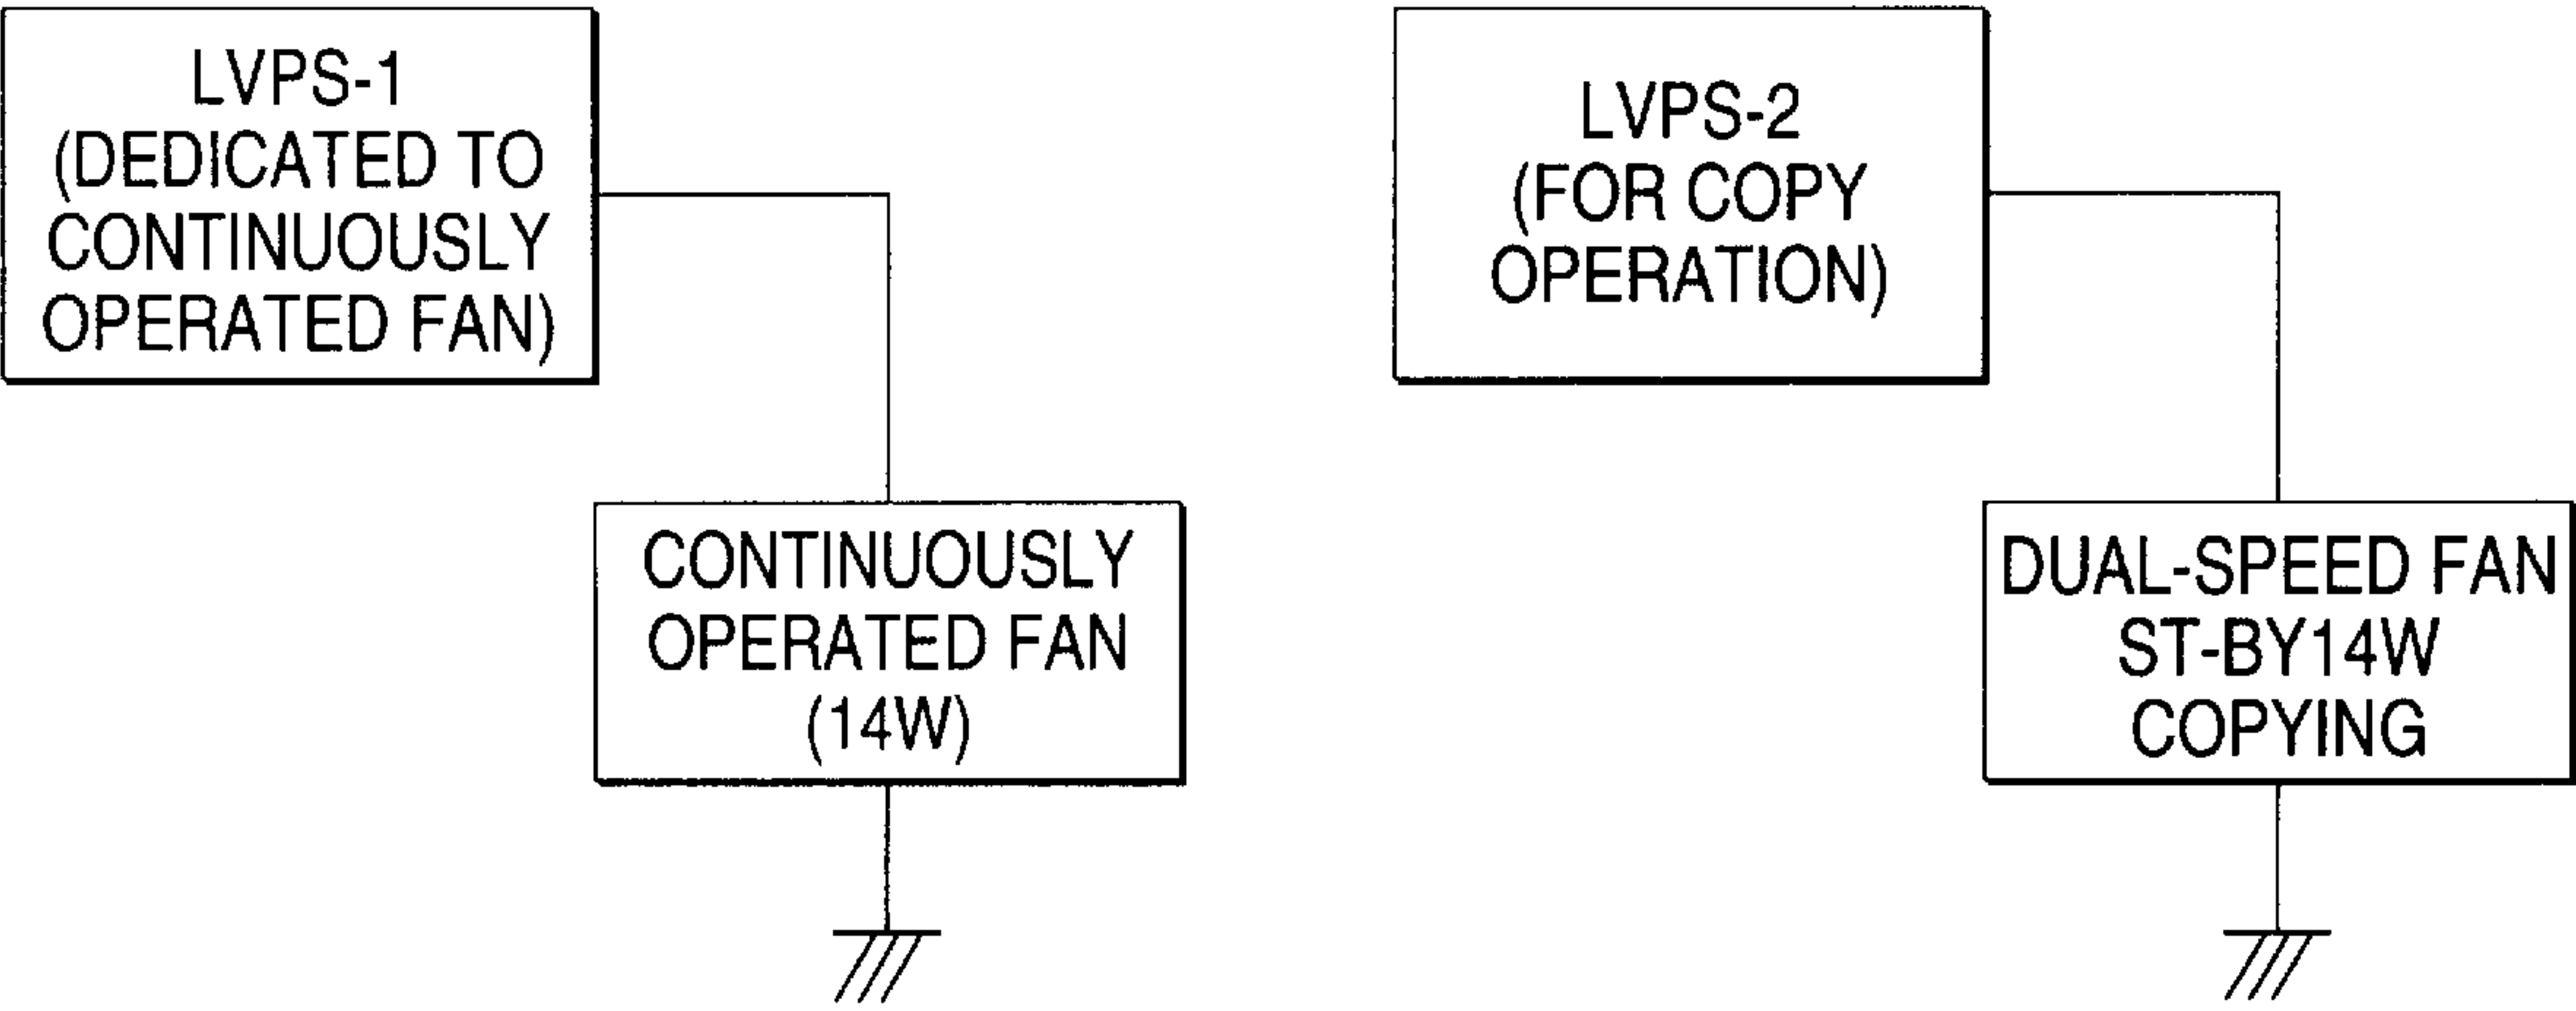 LVPS-1
(DEDICATED TO
CONTINUOUSLY
OPERATED FAN)
CONTINUOUSLY
OPERATED FAN
(14W)
LVPS-2
(FOR COPY
OPERATION)
DUAL-SPEED FAN
ST-BY14W
COPYING